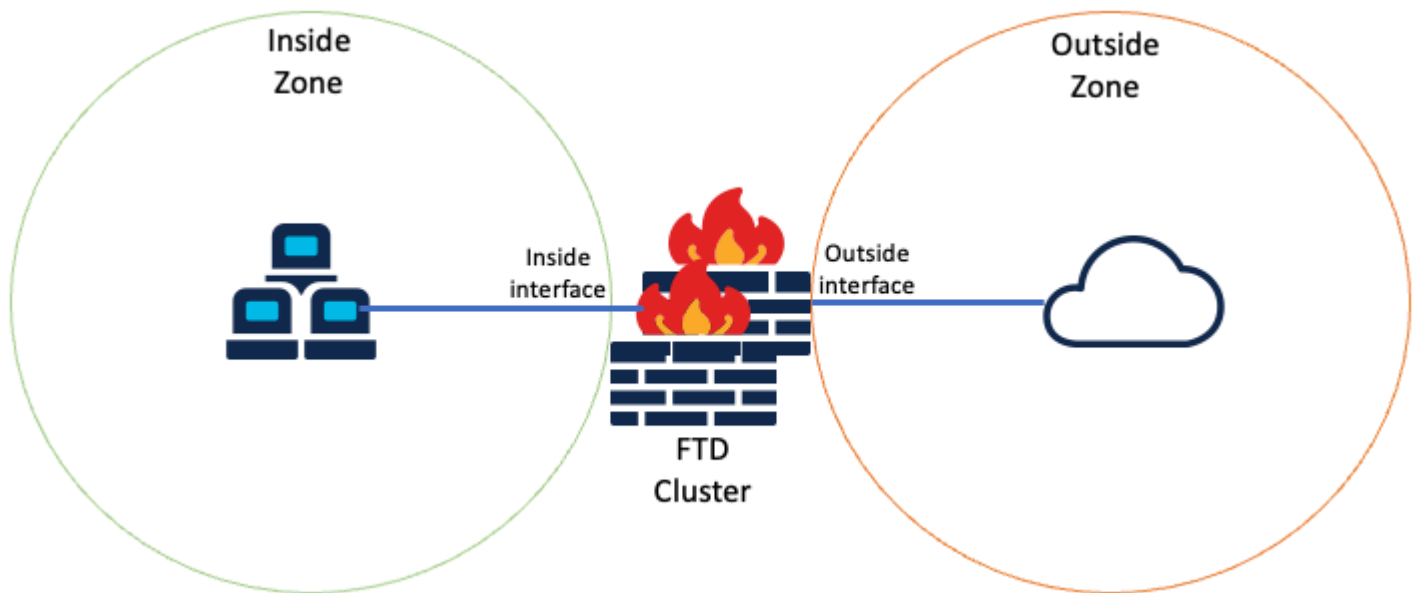 Inside
Zone
Outside
Zone
Inside
interface
Outside
interface
FTD
Cluster